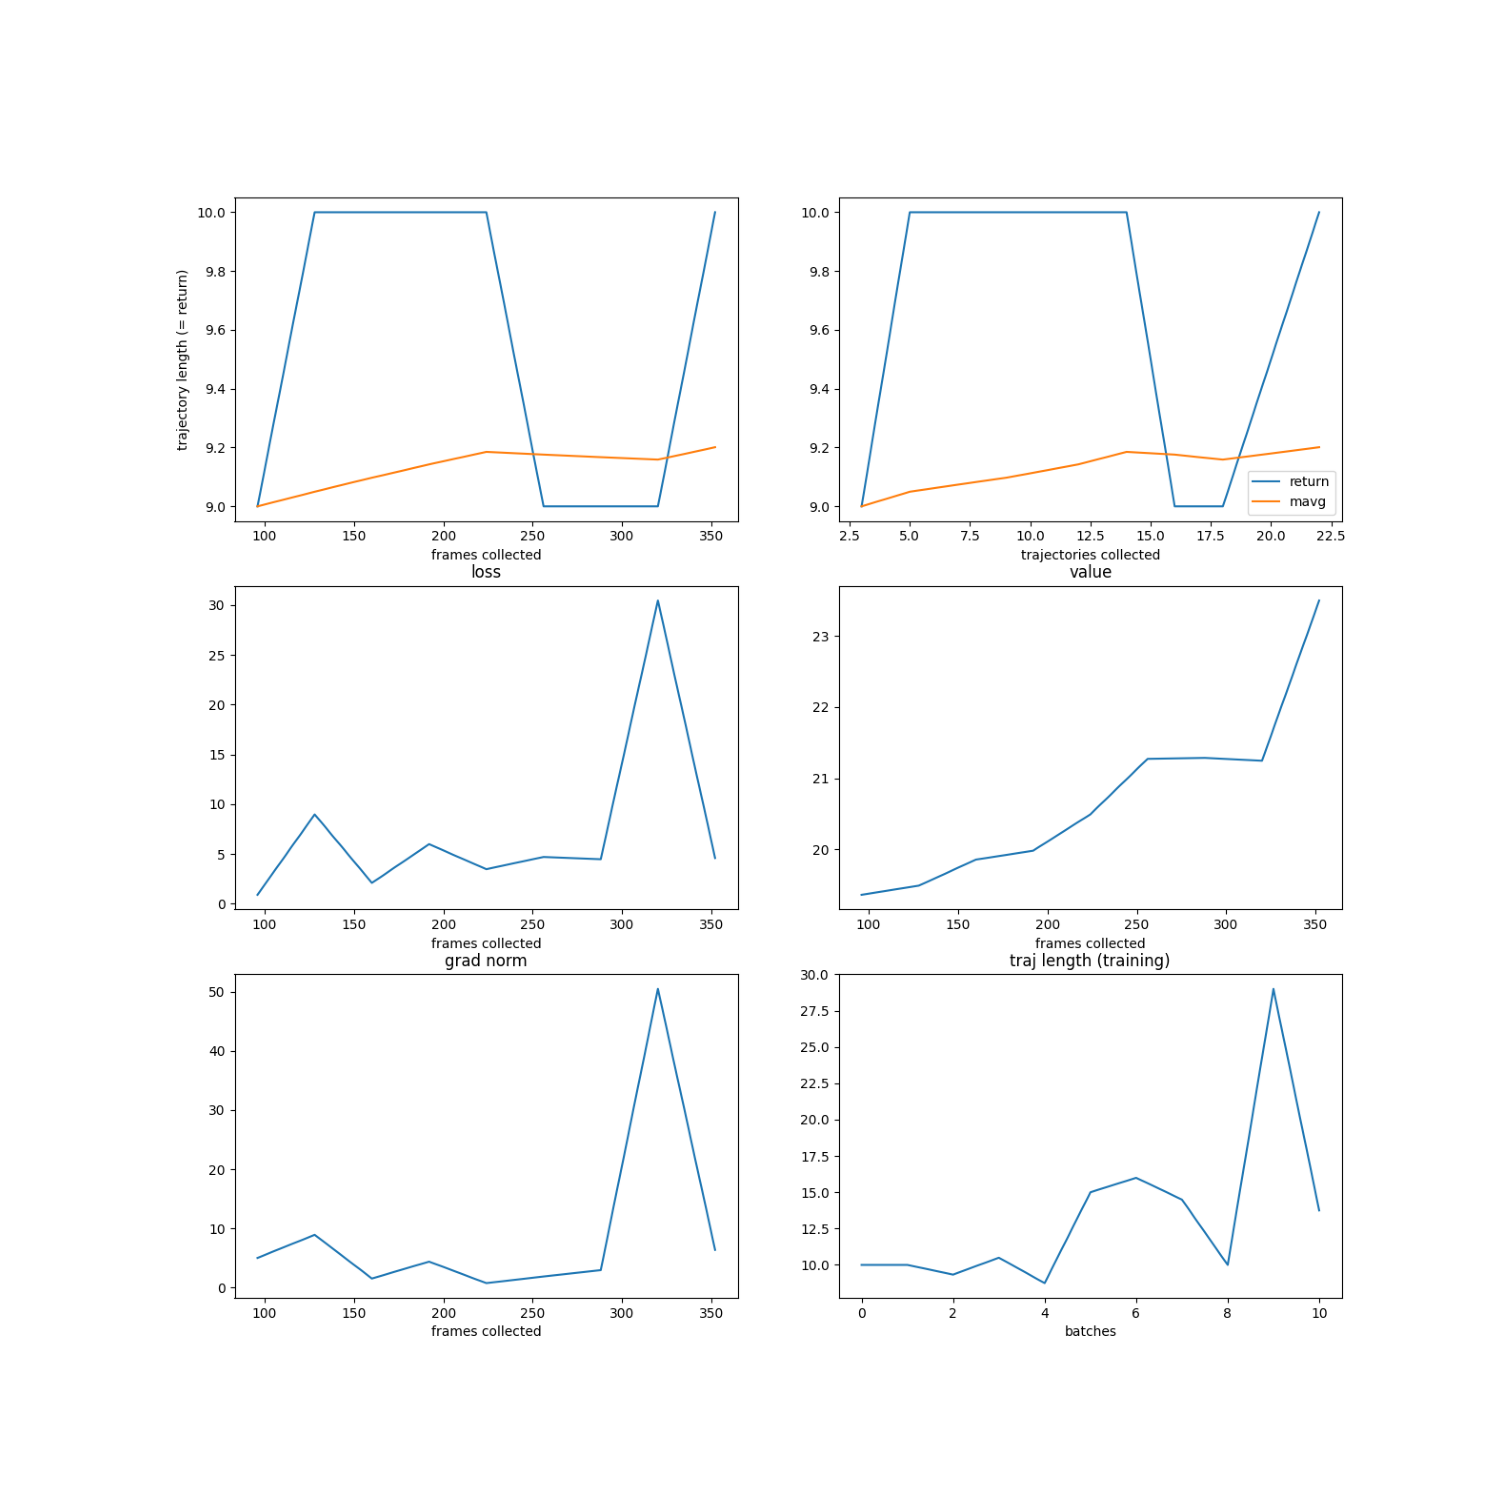 10.0
9.8
9.6
9.4
9.2
9.0
trajectory length (= return)
100 150 200 250 300 350
frames collected
10.0
9.8
9.6
9.4
9.2
9.0
return
mavg
2.5 5.0 7.5 10.0 12.5 15.0 17.5 20.0 22.5
trajectories collected
loss
30
25
20
15
10
5
0
100 150 200 250 300 350
frames collected
value
23
22
21
20
100 150 200 250 300 350
frames collected
grad norm
50
40
30
20
10
0
100 150 200 250 300 350
frames collected
traj length (training)
30.0
27.5
25.0
22.5
20.0
17.5
15.0
12.5
10.0
0 2 4 6 8 10
batches